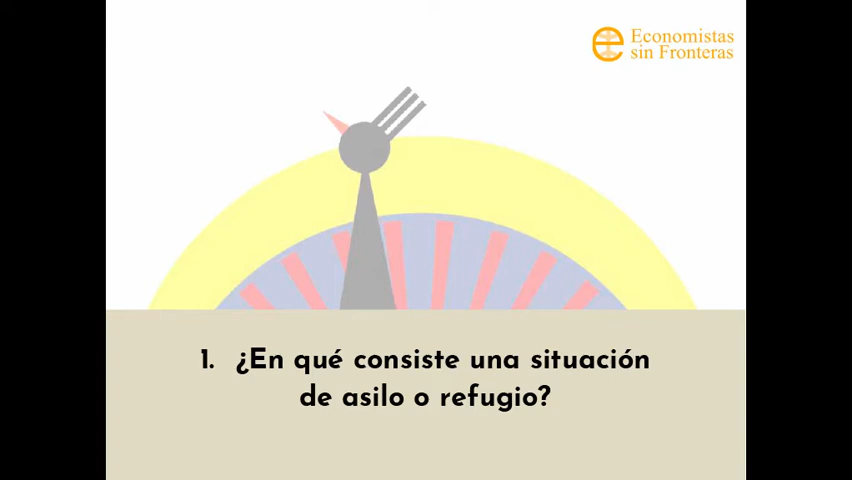 Economistas
sin Fronteras
1. ¿En qué consiste una situación
de asilo o refugio?